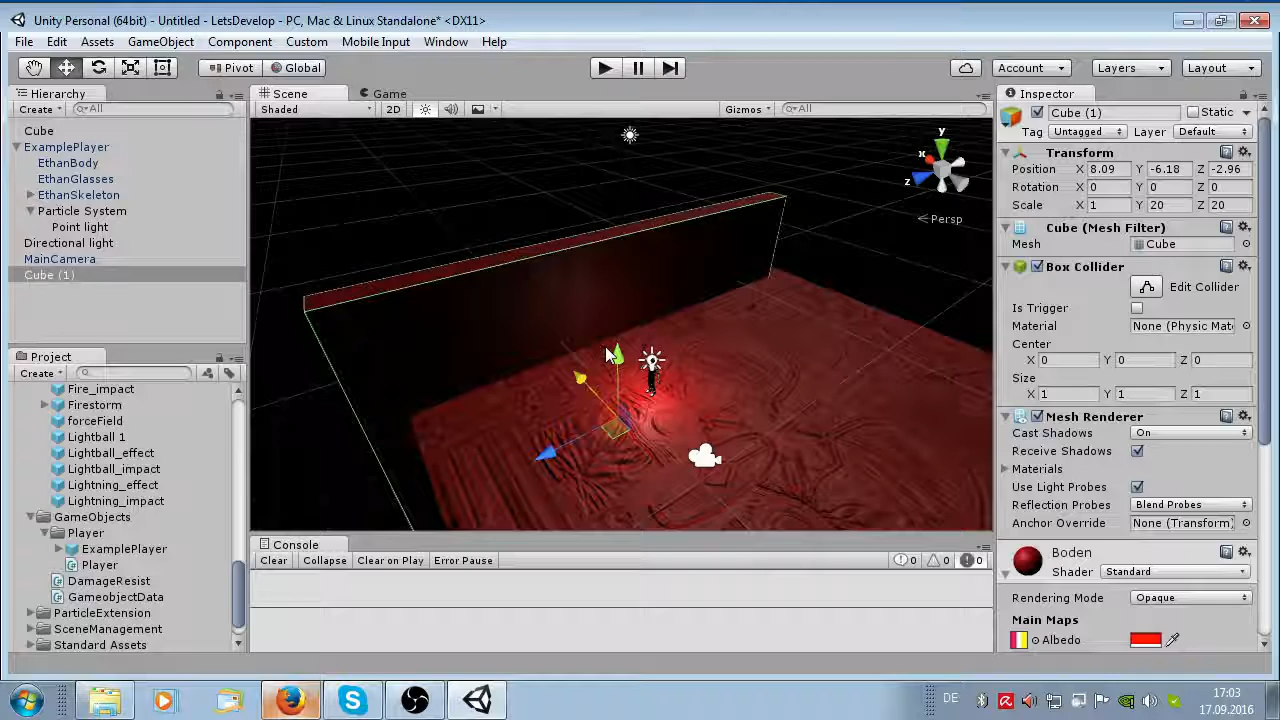 Unity Personal (64bit) - Untitled - LetsDevelop - PC, Mac & Linux Standalone* <DX11>
File Edit Assets GameObject Component Custom Mobile Input Window Help
Pivot Global Account Layers Layout
Hierarchy
Create All
Cube
ExamplePlayer
EthanBody
EthanGlasses
EthanSkeleton
Particle System
Point light
Directional light
MainCamera
Cube (1)
Project
Create
Fire_impact
Firestorm
forceField
Lightball 1
Lightball_effect
Lightball_impact
Lightning_effect
Lightning_impact
GameObjects
Player
ExamplePlayer
Player
DamageResist
GameobjectData
ParticleExtension
SceneManagement
Standard Assets
Scene Game
Shaded 2D Gizmos All
y
x
z
Persp
Console
Clear Collapse Clear on Play Error Pause 0 0 0
Inspector
Cube (1) Static
Tag Untagged Layer Default
Transform
Position X 8.09 Y -6.18 Z -2.96
Rotation X 0 Y 0 Z 0
Scale X 1 Y 20 Z 20
Cube (Mesh Filter)
Mesh Cube
Box Collider
Edit Collider
Is Trigger
Material None (Physic Mat
Center
X 0 Y 0 Z 0
Size
X 1 Y 1 Z 1
Mesh Renderer
Cast Shadows On
Receive Shadows
Materials
Use Light Probes
Reflection Probes Blend Probes
Anchor Override None (Transform)
Boden
Shader Standard
Rendering Mode Opaque
Main Maps
Albedo
DE
17:03
17.09.2016